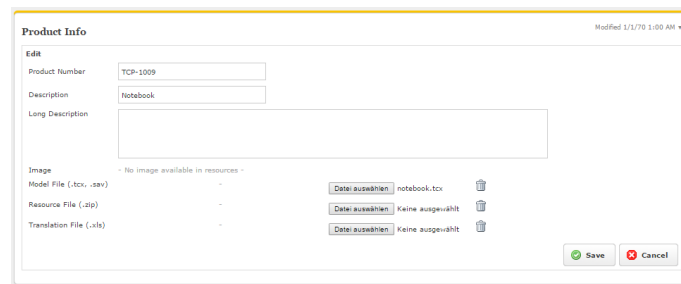 Product Info
Modified 1/1/70 1:00 AM
Edit
Product Number TCP-1009
Description Notebook
Long Description
Image - No image available in resources -
Model File (.tcx, .sav) - Datei auswählen notebook.tcx
Resource File (.zip) - Datei auswählen Keine ausgewählt
Translation File (.xls) - Datei auswählen Keine ausgewählt
Save Cancel